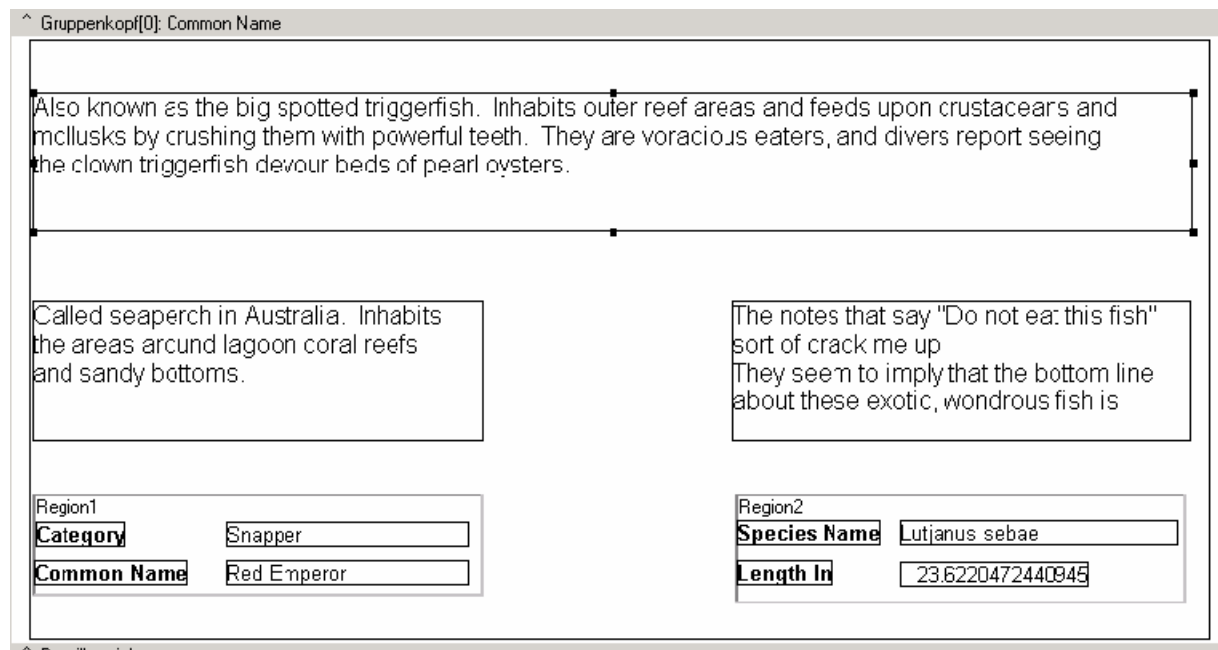 ^ Gruppenkopf[0]: Common Name
Also known as the big spotted triggerfish. Inhabits outer reef areas and feeds upon crustaceans and
mollusks by crushing them with powerful teeth. They are voracious eaters, and divers report seeing
the clown triggerfish devour beds of pearl oysters.
Called seaperch in Australia. Inhabits
the areas around lagoon coral reefs
and sandy bottoms.
The notes that say "Do not eat this fish"
sort of crack me up
They seem to imply that the bottom line
about these exotic, wondrous fish is
Region1
Category Snapper
Common Name Red Emperor
Region2
Species Name Lutjanus sebae
Length In 23.6220472440945